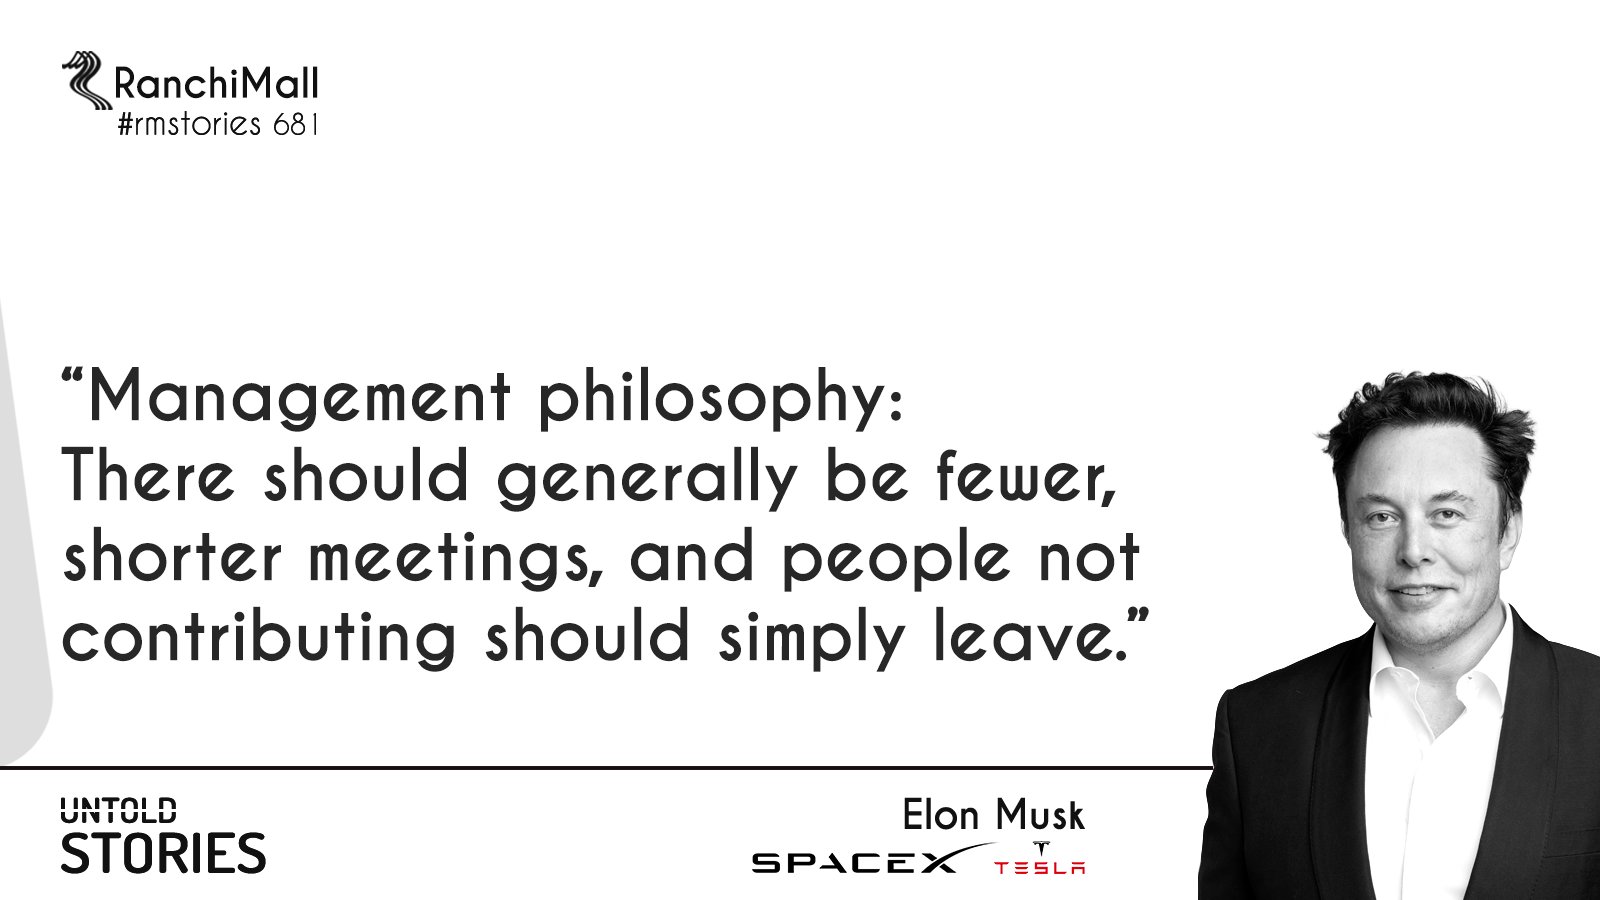 RanchiMall
#rmstories 681
“Management philosophy:
There should generally be fewer,
shorter meetings, and people not
contributing should simply leave.”
UNTOLD
STORIES
Elon Musk
SPACEX TESLA